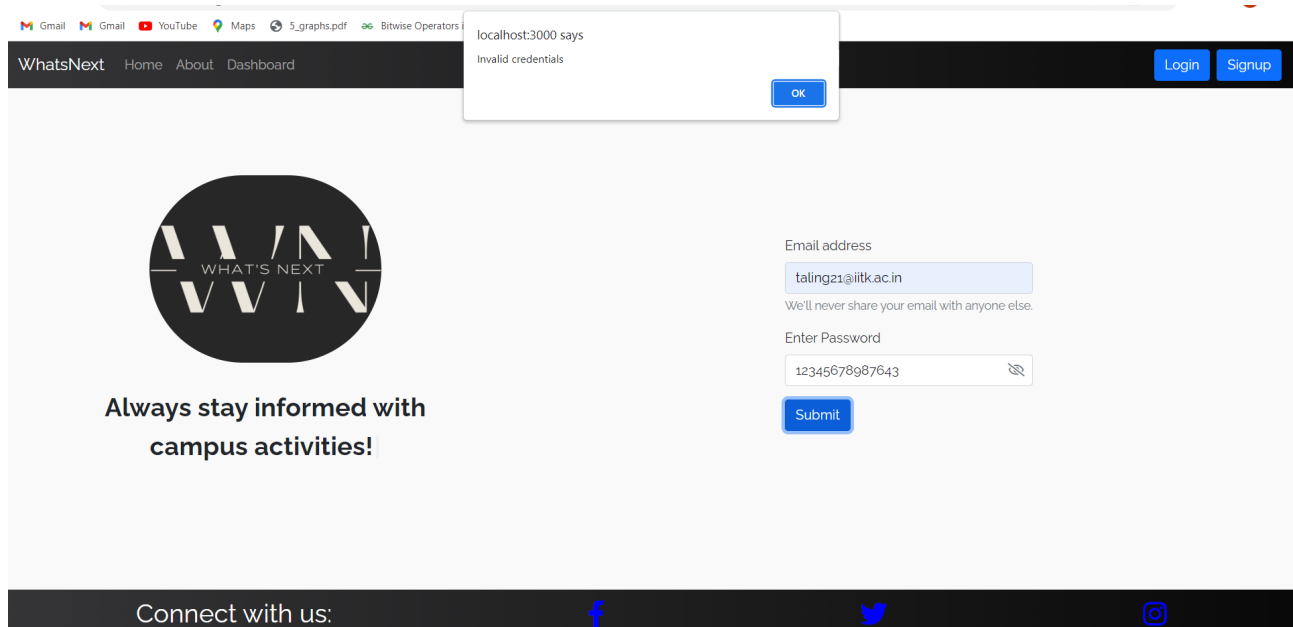 Gmail Gmail YouTube Maps 5_graphs.pdf Bitwise Operators i
localhost:3000 says
Invalid credentials
OK
WhatsNext Home About Dashboard Login Signup
WHAT'S NEXT
Always stay informed with
campus activities!
Email address
taling21@iitk.ac.in
We'll never share your email with anyone else.
Enter Password
12345678987643
Submit
Connect with us: